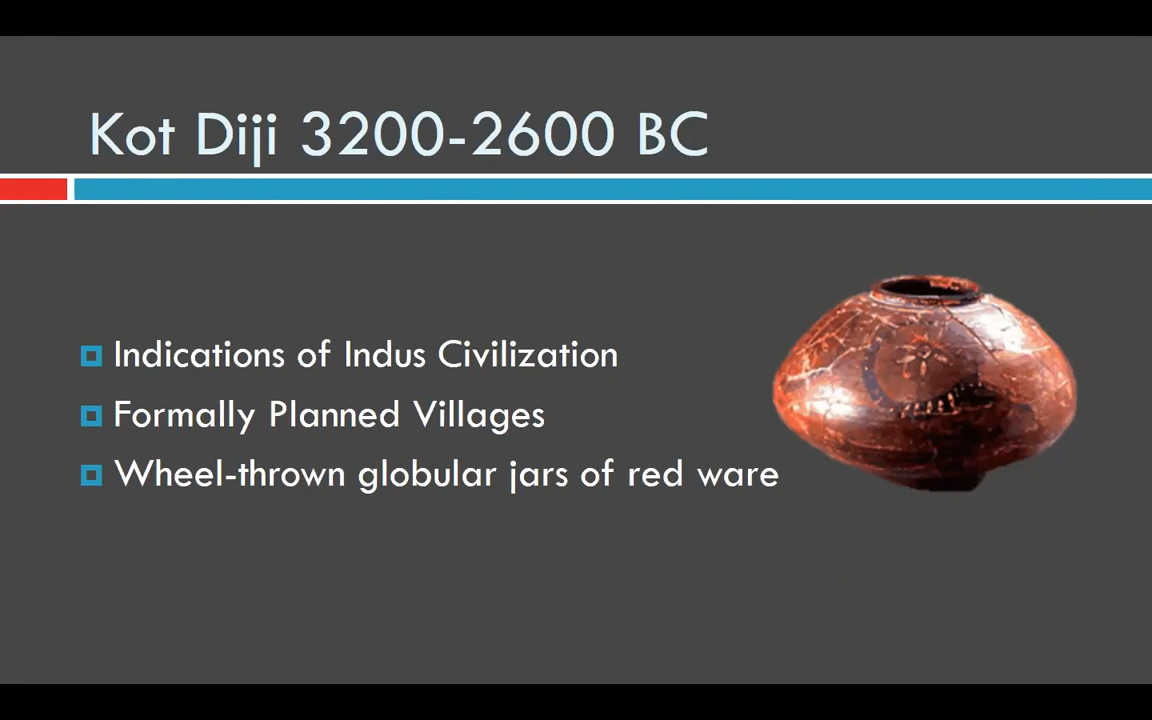 Kot Diji 3200-2600 BC
Indications of Indus Civilization
Formally Planned Villages
Wheel-thrown globular jars of red ware